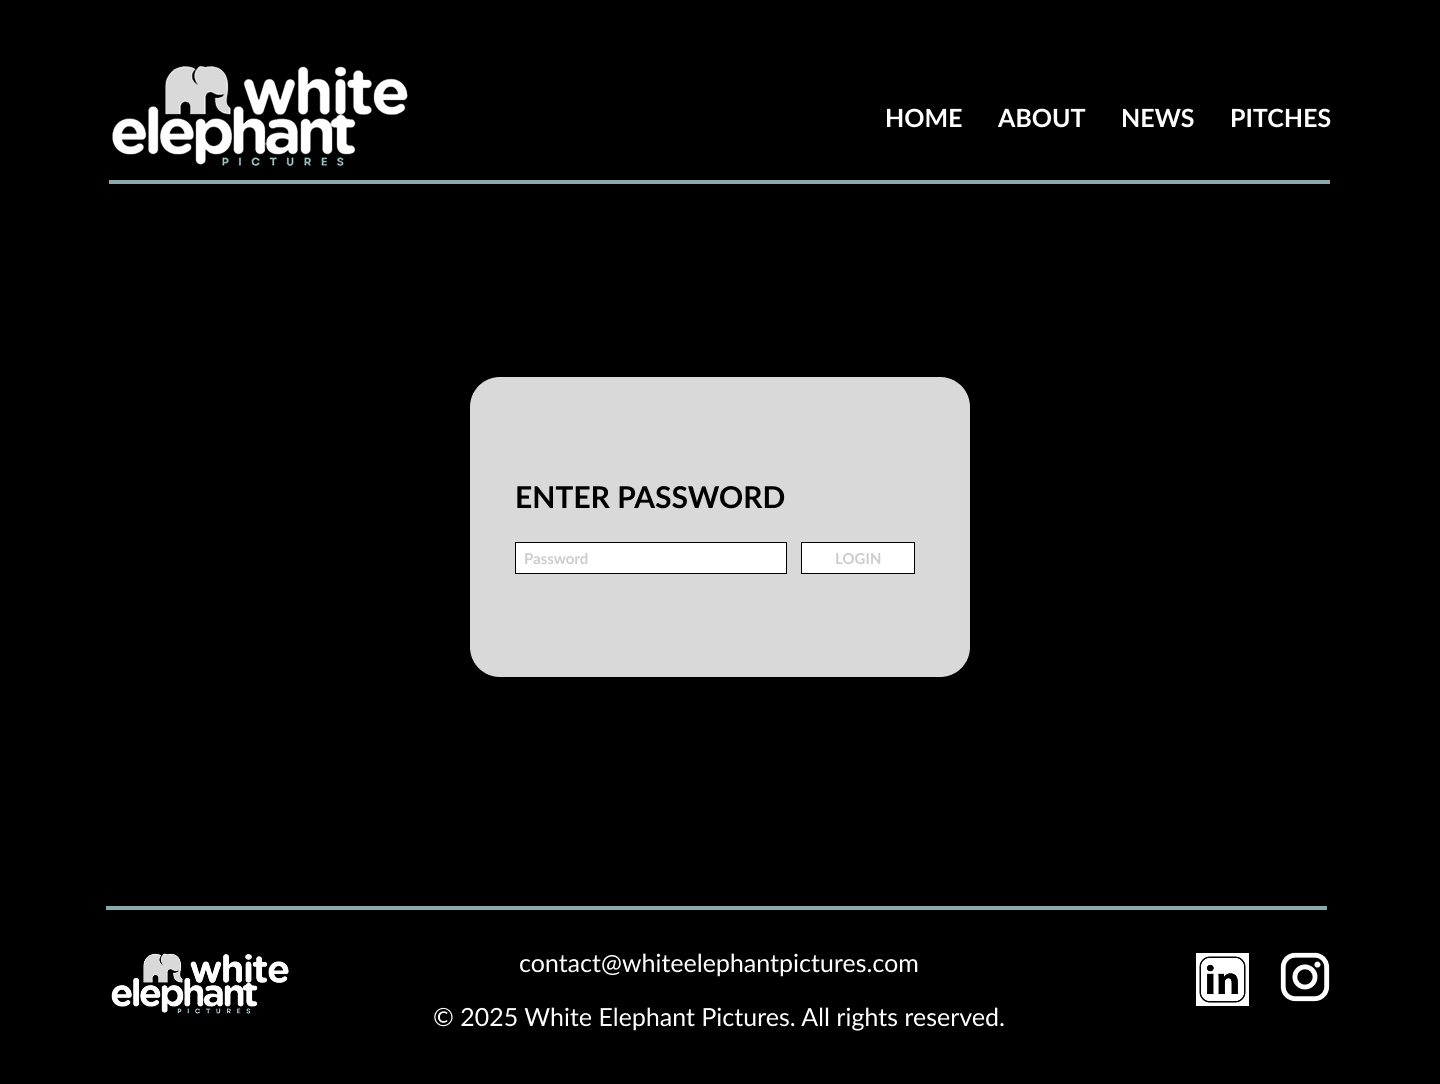 white
elephant
PICTURES
HOME ABOUT NEWS PITCHES
ENTER PASSWORD
Password LOGIN
white
elephant
PICTURES
contact@whiteelephantpictures.com
in
© 2025 White Elephant Pictures. All rights reserved.